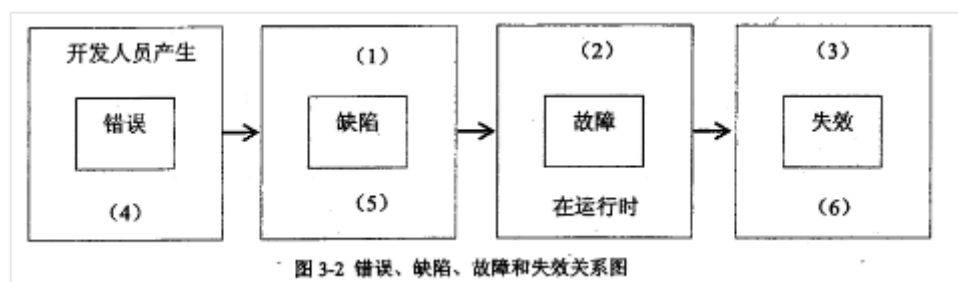 开发人员产生
(1)
(2)
(3)
错误
缺陷
故障
失效
(4)
(5)
在运行时
(6)
图 3-2 错误、缺陷、故障和失效关系图